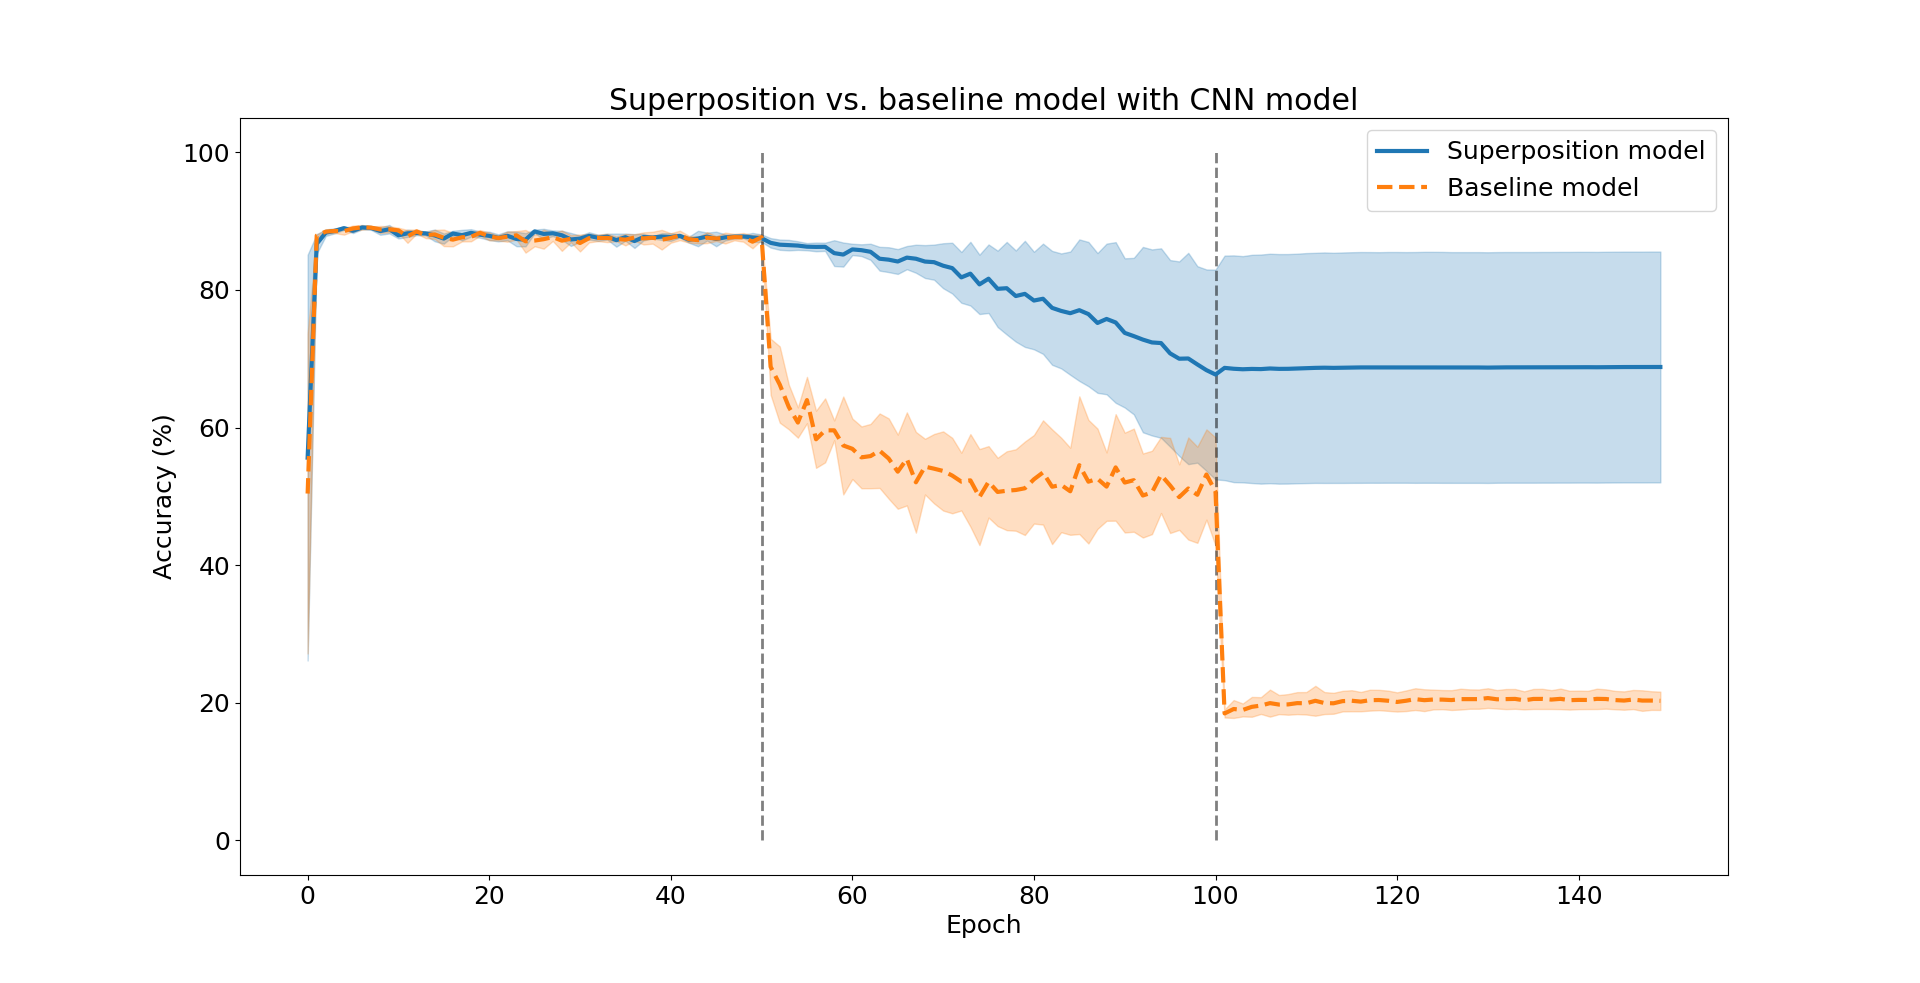 Superposition vs. baseline model with CNN model
Superposition model
Baseline model
Accuracy (%)
100
80
60
40
20
0
0 20 40 60 80 100 120 140
Epoch